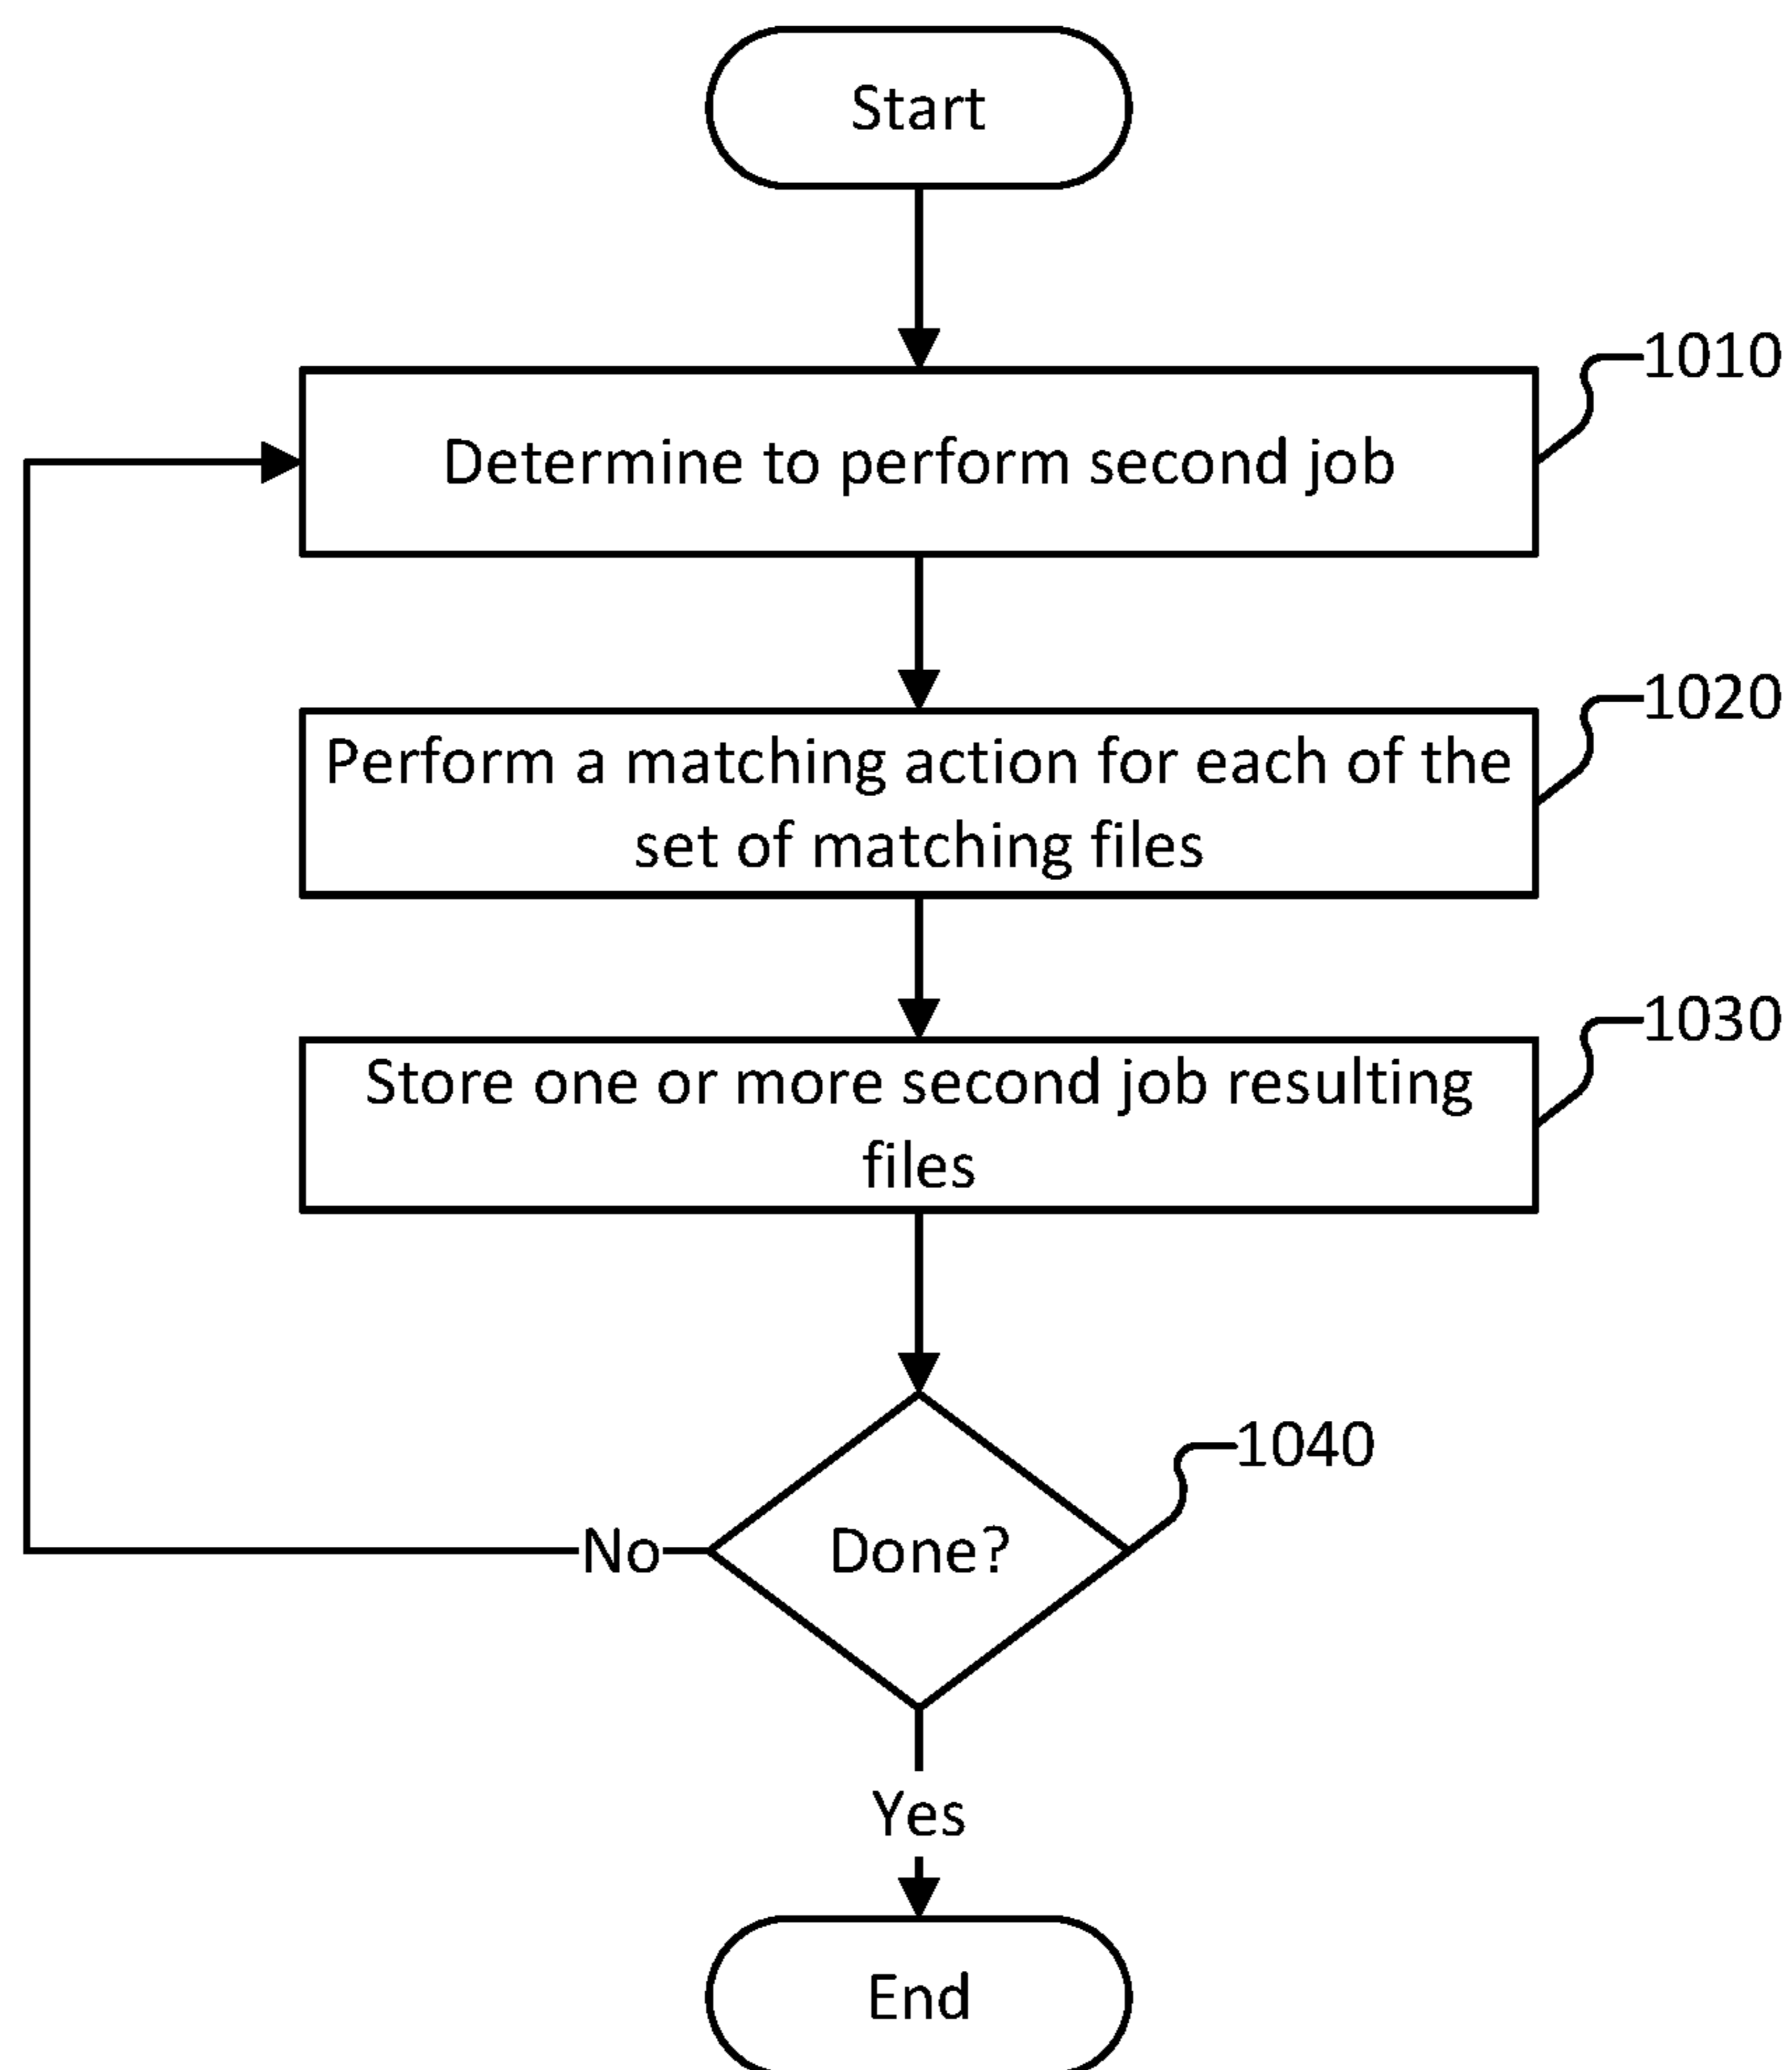 Start
1010
Determine to perform second job
1020
Perform a matching action for each of the
set of matching files
1030
Store one or more second job resulting
files
1040
Done?
No
Yes
End